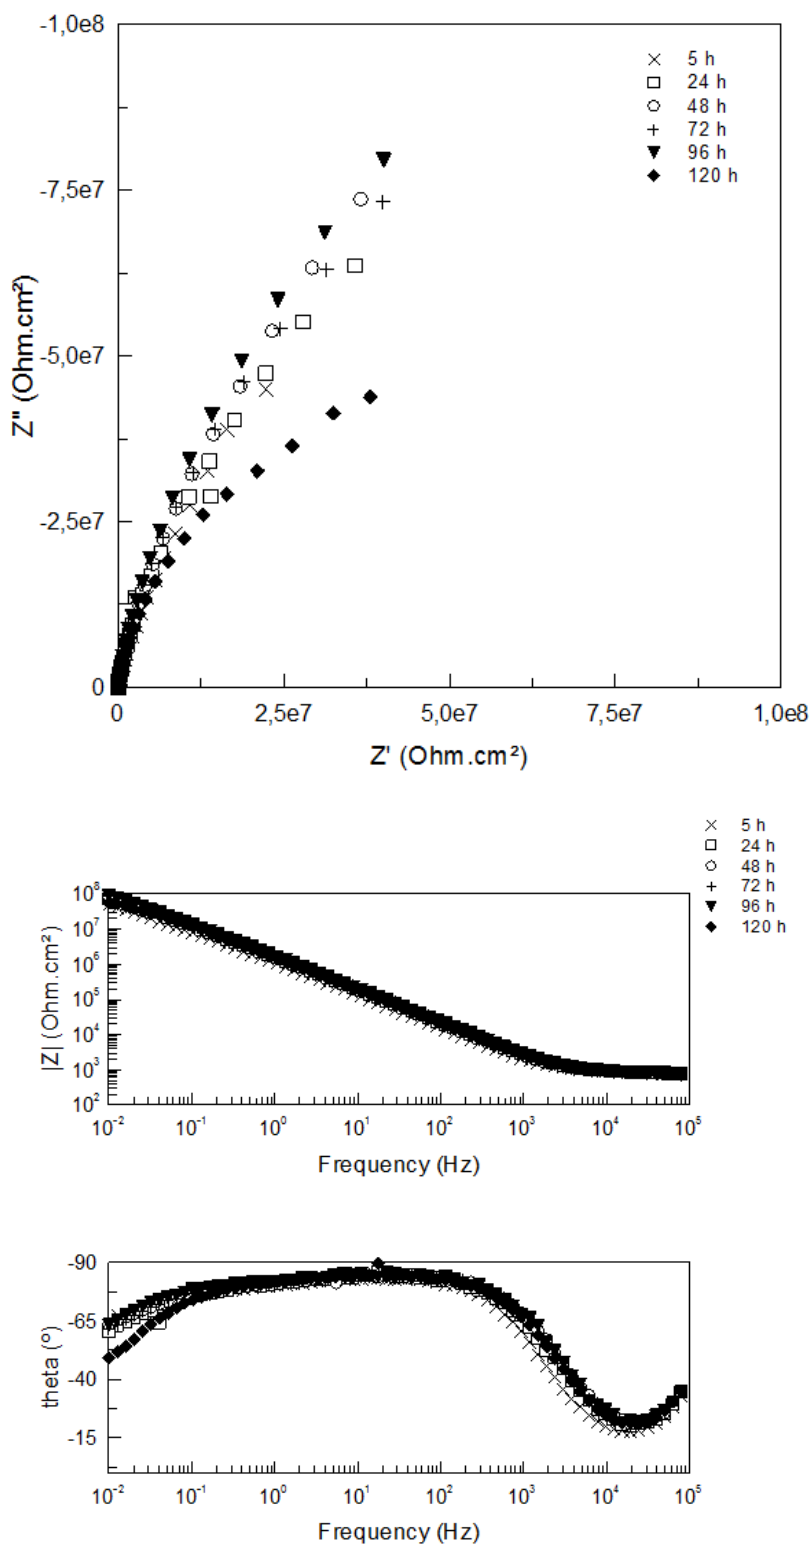 -1,0e8
-7,5e7
-5,0e7
-2,5e7
0
Z'' (Ohm.cm²)
0
2,5e7
5,0e7
7,5e7
1,0e8
Z' (Ohm.cm²)
5 h
24 h
48 h
72 h
96 h
120 h
5 h
24 h
48 h
72 h
96 h
120 h
10⁸
10⁷
10⁶
10⁵
10⁴
10³
10²
|Z| (Ohm.cm²)
10⁻²
10⁻¹
10⁰
10¹
10²
10³
10⁴
10⁵
Frequency (Hz)
-90
-65
-40
-15
theta (º)
10⁻²
10⁻¹
10⁰
10¹
10²
10³
10⁴
10⁵
Frequency (Hz)